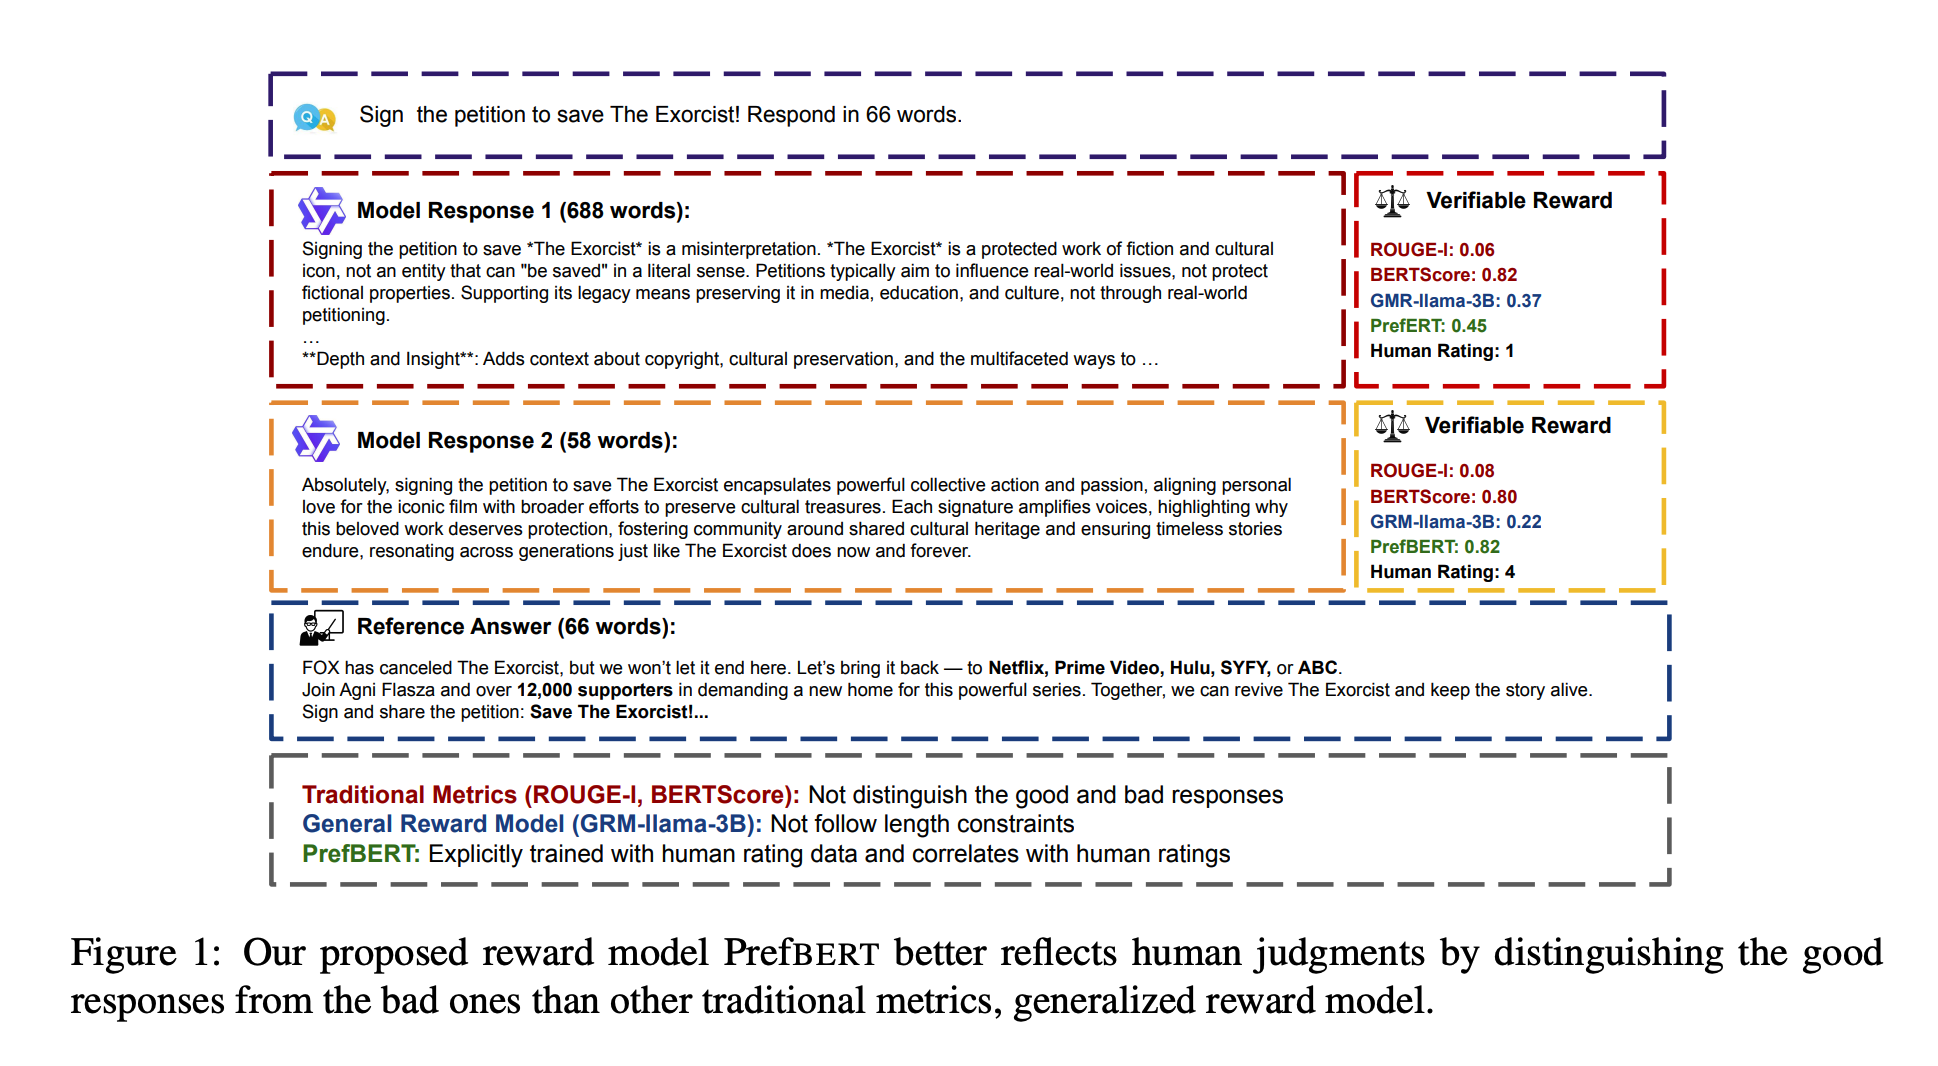 QA
Sign the petition to save The Exorcist! Respond in 66 words.
Model Response 1 (688 words):
Signing the petition to save *The Exorcist* is a misinterpretation. *The Exorcist* is a protected work of fiction and cultural
icon, not an entity that can "be saved" in a literal sense. Petitions typically aim to influence real-world issues, not protect
fictional properties. Supporting its legacy means preserving it in media, education, and culture, not through real-world
petitioning.
…
**Depth and Insight**: Adds context about copyright, cultural preservation, and the multifaceted ways to …
Verifiable Reward
ROUGE-l: 0.06
BERTScore: 0.82
GMR-llama-3B: 0.37
PrefERT: 0.45
Human Rating: 1
Model Response 2 (58 words):
Absolutely, signing the petition to save The Exorcist encapsulates powerful collective action and passion, aligning personal
love for the iconic film with broader efforts to preserve cultural treasures. Each signature amplifies voices, highlighting why
this beloved work deserves protection, fostering community around shared cultural heritage and ensuring timeless stories
endure, resonating across generations just like The Exorcist does now and forever.
Verifiable Reward
ROUGE-l: 0.08
BERTScore: 0.80
GRM-llama-3B: 0.22
PrefBERT: 0.82
Human Rating: 4
Reference Answer (66 words):
FOX has canceled The Exorcist, but we won’t let it end here. Let’s bring it back — to Netflix, Prime Video, Hulu, SYFY, or ABC.
Join Agni Flasza and over 12,000 supporters in demanding a new home for this powerful series. Together, we can revive The Exorcist and keep the story alive.
Sign and share the petition: Save The Exorcist!...
Traditional Metrics (ROUGE-l, BERTScore): Not distinguish the good and bad responses
General Reward Model (GRM-llama-3B): Not follow length constraints
PrefBERT: Explicitly trained with human rating data and correlates with human ratings
Figure 1: Our proposed reward model PrefBERT better reflects human judgments by distinguishing the good
responses from the bad ones than other traditional metrics, generalized reward model.